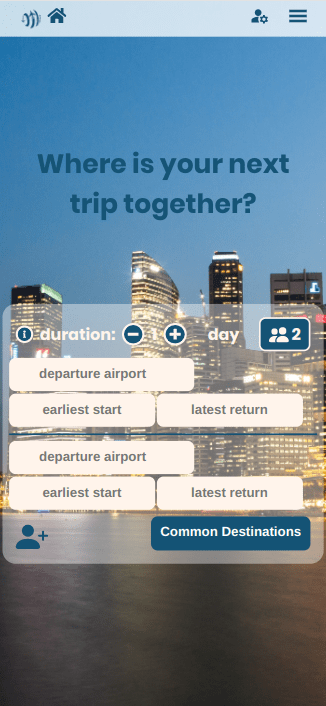 Where is your next
trip together?
duration: day 2
departure airport
earliest start latest return
departure airport
earliest start latest return
Common Destinations